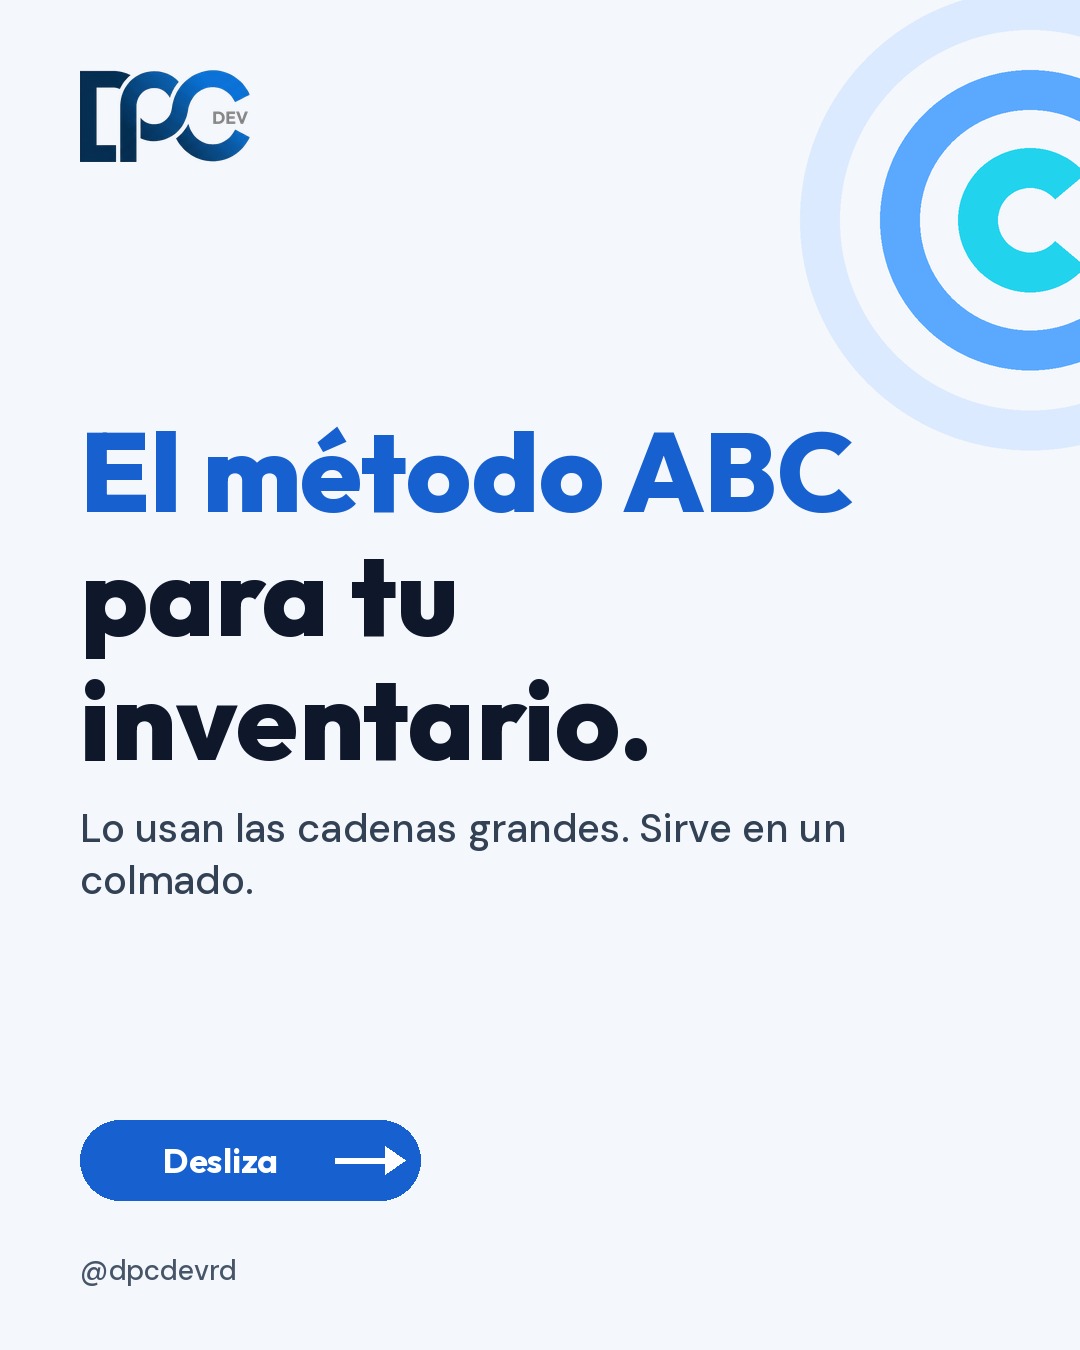 DPC
DEV
El método ABC
para tu
inventario.
Lo usan las cadenas grandes. Sirve en un
colmado.
Desliza
@dpcdevrd